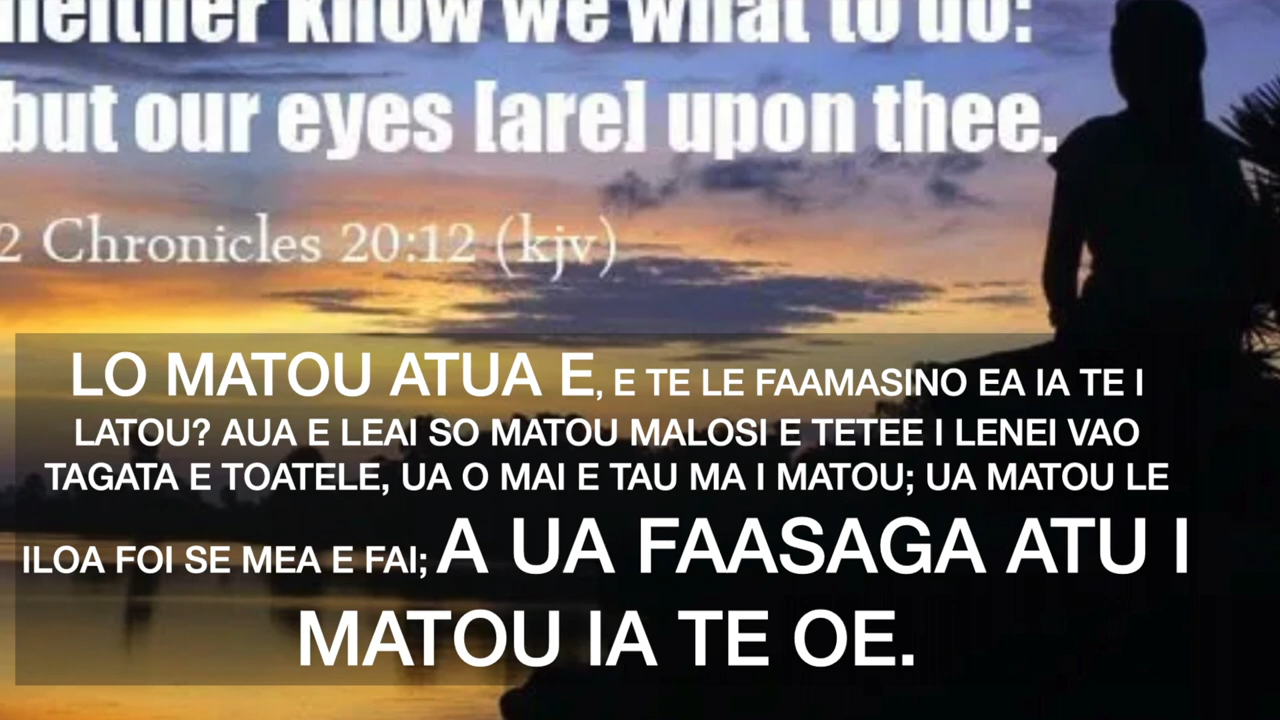 neither know we what to do:
but our eyes [are] upon thee.
2 Chronicles 20:12 (kjv)
LO MATOU ATUA E, E TE LE FAAMASINO EA IA TE I
LATOU? AUA E LEAI SO MATOU MALOSI E TETEE I LENEI VAO
TAGATA E TOATELE, UA O MAI E TAU MA I MATOU; UA MATOU LE
ILOA FOI SE MEA E FAI; A UA FAASAGA ATU I
MATOU IA TE OE.